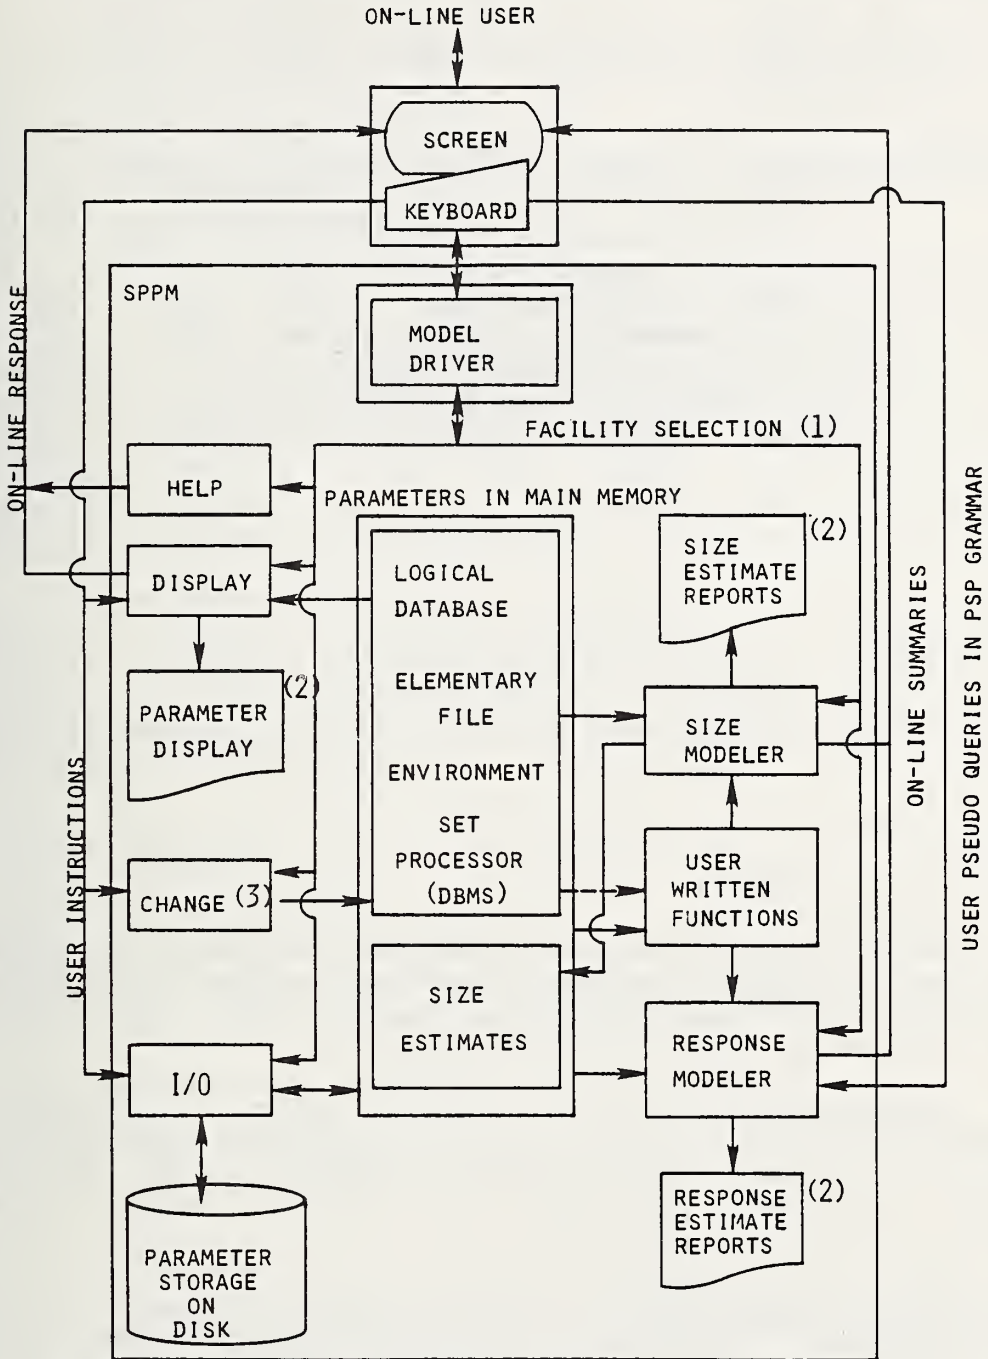 ON-LINE USER
SCREEN
KEYBOARD
SPPM
MODEL
DRIVER
ON-LINE RESPONSE
FACILITY SELECTION (1)
HELP
PARAMETERS IN MAIN MEMORY
DISPLAY
LOGICAL
DATABASE
ELEMENTARY
FILE
ENVIRONMENT
SET
PROCESSOR
(DBMS)
(2)
SIZE
ESTIMATE
REPORTS
(2)
PARAMETER
DISPLAY
SIZE
MODELER
ON-LINE SUMMARIES
USER PSEUDO QUERIES IN PSP GRAMMAR
USER INSTRUCTIONS
CHANGE (3)
USER
WRITTEN
FUNCTIONS
SIZE
ESTIMATES
I/O
RESPONSE
MODELER
PARAMETER
STORAGE
ON
DISK
RESPONSE
ESTIMATE
REPORTS
(2)